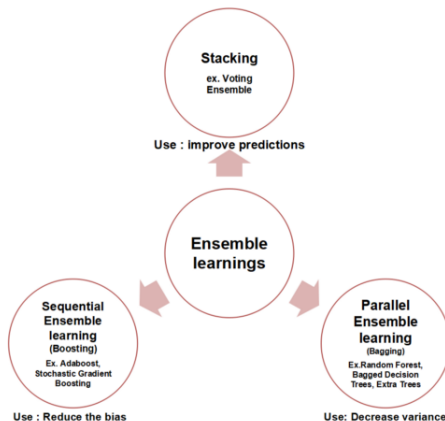 Stacking
ex. Voting
Ensemble
Use : improve predictions
Ensemble
learnings
Sequential
Ensemble
learning
(Boosting)
Ex. Adaboost,
Stochastic Gradient
Boosting
Use : Reduce the bias
Parallel
Ensemble
learning
(Bagging)
Ex.Random Forest,
Bagged Decision
Trees, Extra Trees
Use: Decrease variance